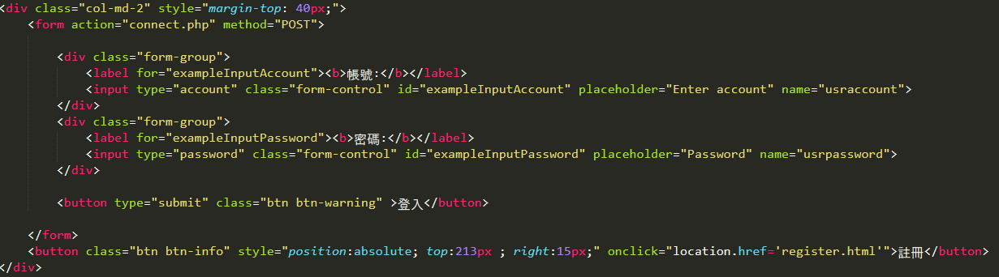 <div class="col-md-2" style="margin-top: 40px;">
<form action="connect.php" method="POST">
<div class="form-group">
<label for="exampleInputAccount"><b>帳號:</b></label>
<input type="account" class="form-control" id="exampleInputAccount" placeholder="Enter account" name="usraccount">
</div>
<div class="form-group">
<label for="exampleInputPassword"><b>密碼:</b></label>
<input type="password" class="form-control" id="exampleInputPassword" placeholder="Password" name="usrpassword">
</div>
<button type="submit" class="btn btn-warning" >登入</button>
</form>
<button class="btn btn-info" style="position:absolute; top:213px ; right:15px;" onclick="location.href='register.html'">註冊</button>
</div>